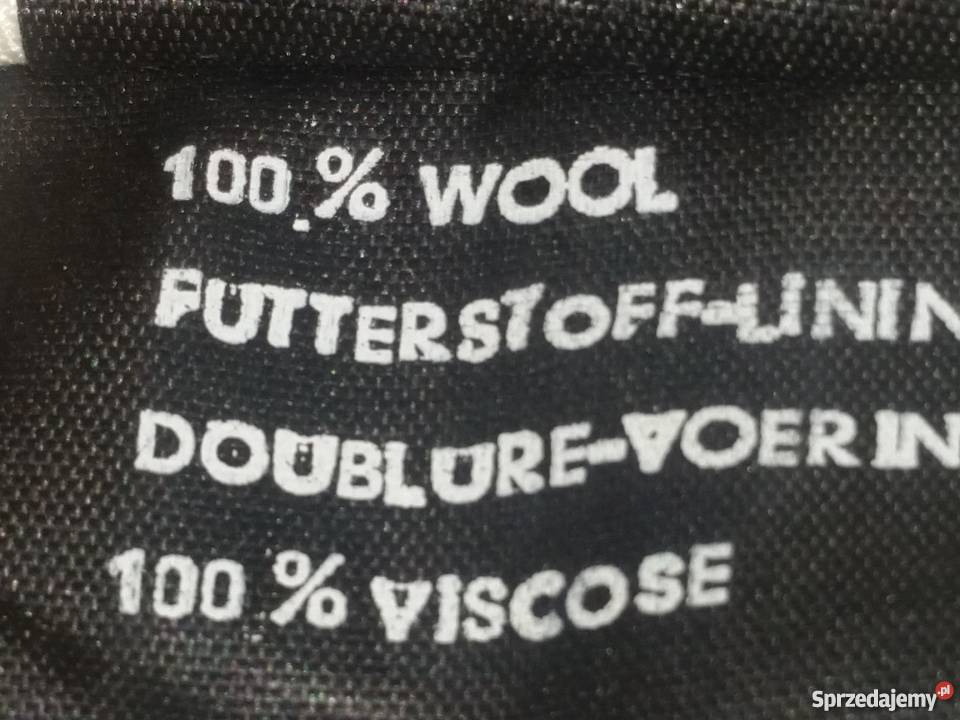 100 % WOOL
FUTTERSTOFF-LININ
DOUBLURE-VOERIN
100 % VISCOSE
Sprzedajemy.pl